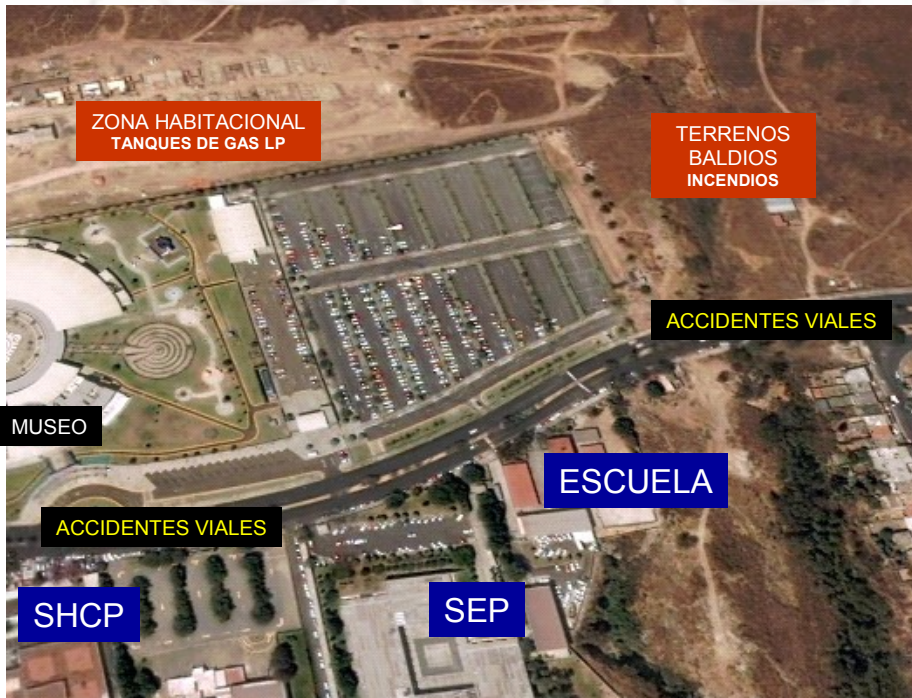 ZONA HABITACIONAL
TANQUES DE GAS LP
TERRENOS
BALDIOS
INCENDIOS
ACCIDENTES VIALES
MUSEO
ESCUELA
ACCIDENTES VIALES
SEP
SHCP